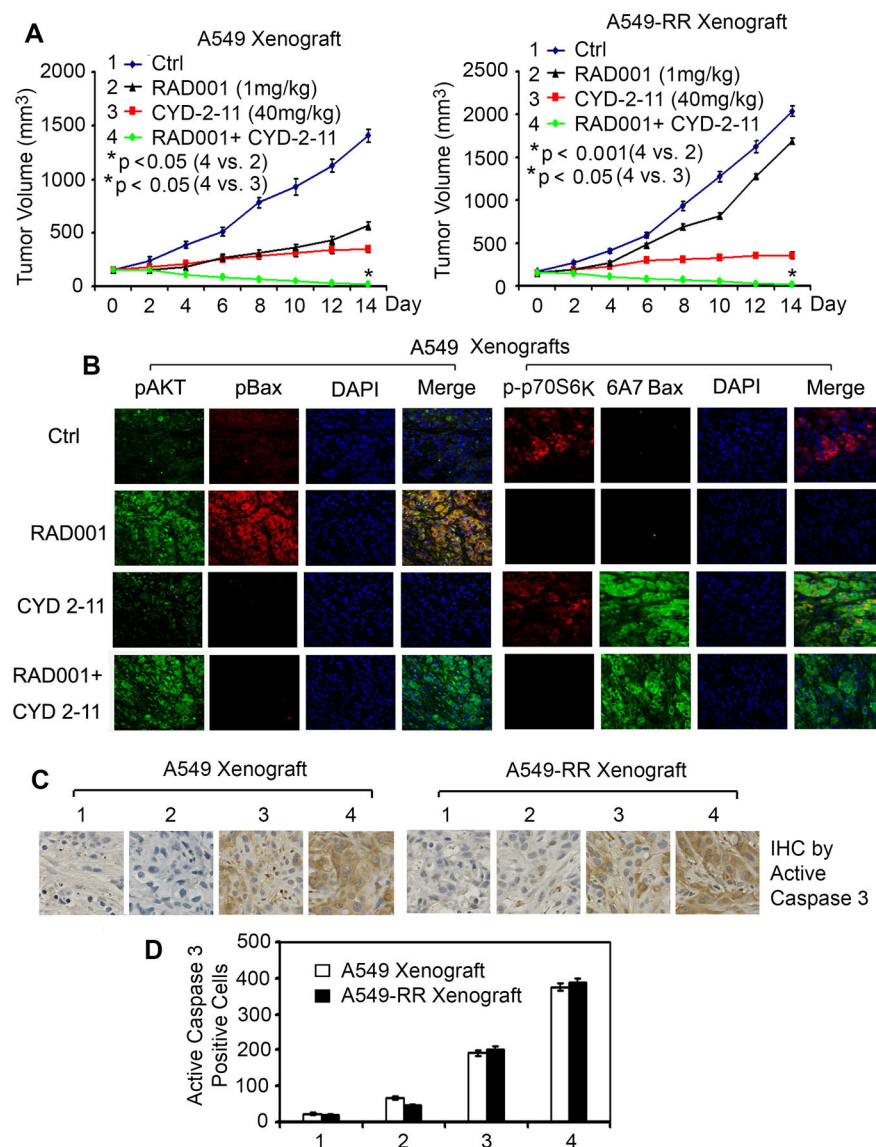 A
A549 Xenograft
1 Ctrl
2 RAD001 (1mg/kg)
3 CYD-2-11 (40mg/kg)
4 RAD001+ CYD-2-11
*p <0.05 (4 vs. 2)
*p <0.05 (4 vs. 3)
Tumor Volume (mm³)
2000
1500
1000
500
0
*
0 2 4 6 8 10 12 14 Day
A549-RR Xenograft
1 Ctrl
2 RAD001 (1mg/kg)
3 CYD-2-11 (40mg/kg)
4 RAD001+ CYD-2-11
*p < 0.001(4 vs. 2)
*p < 0.05 (4 vs. 3)
Tumor Volume (mm³)
2500
2000
1500
1000
500
0
*
0 2 4 6 8 10 12 14 Day
B
A549 Xenografts
pAKT pBax DAPI Merge p-p70S6K 6A7 Bax DAPI Merge
Ctrl
RAD001
CYD 2-11
RAD001+
CYD 2-11
C
A549 Xenograft
A549-RR Xenograft
1 2 3 4 1 2 3 4
IHC by
Active
Caspase 3
D
Active Caspase 3
Positive Cells
500
400
300
200
100
0
A549 Xenograft
A549-RR Xenograft
1 2 3 4